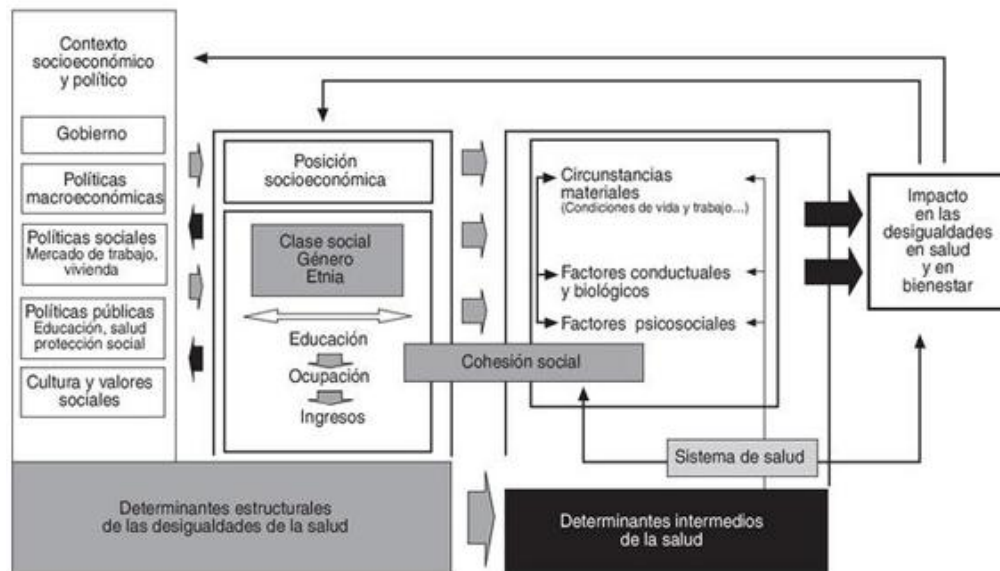 Contexto
socioeconómico
y político
Gobierno
Políticas
macroeconómicas
Políticas sociales
Mercado de trabajo,
vivienda
Políticas públicas
Educación, salud
protección social
Cultura y valores
sociales
Posición
socioeconómica
Clase social
Género
Etnia
Educación
Ocupación
Ingresos
Cohesión social
Circunstancias
materiales
(Condiciones de vida y trabajo...)
Factores conductuales
y biológicos
Factores psicosociales
Sistema de salud
Impacto
en las
desigualdades
en salud
y en
bienestar
Determinantes estructurales
de las desigualdades de la salud
Determinantes intermedios
de la salud